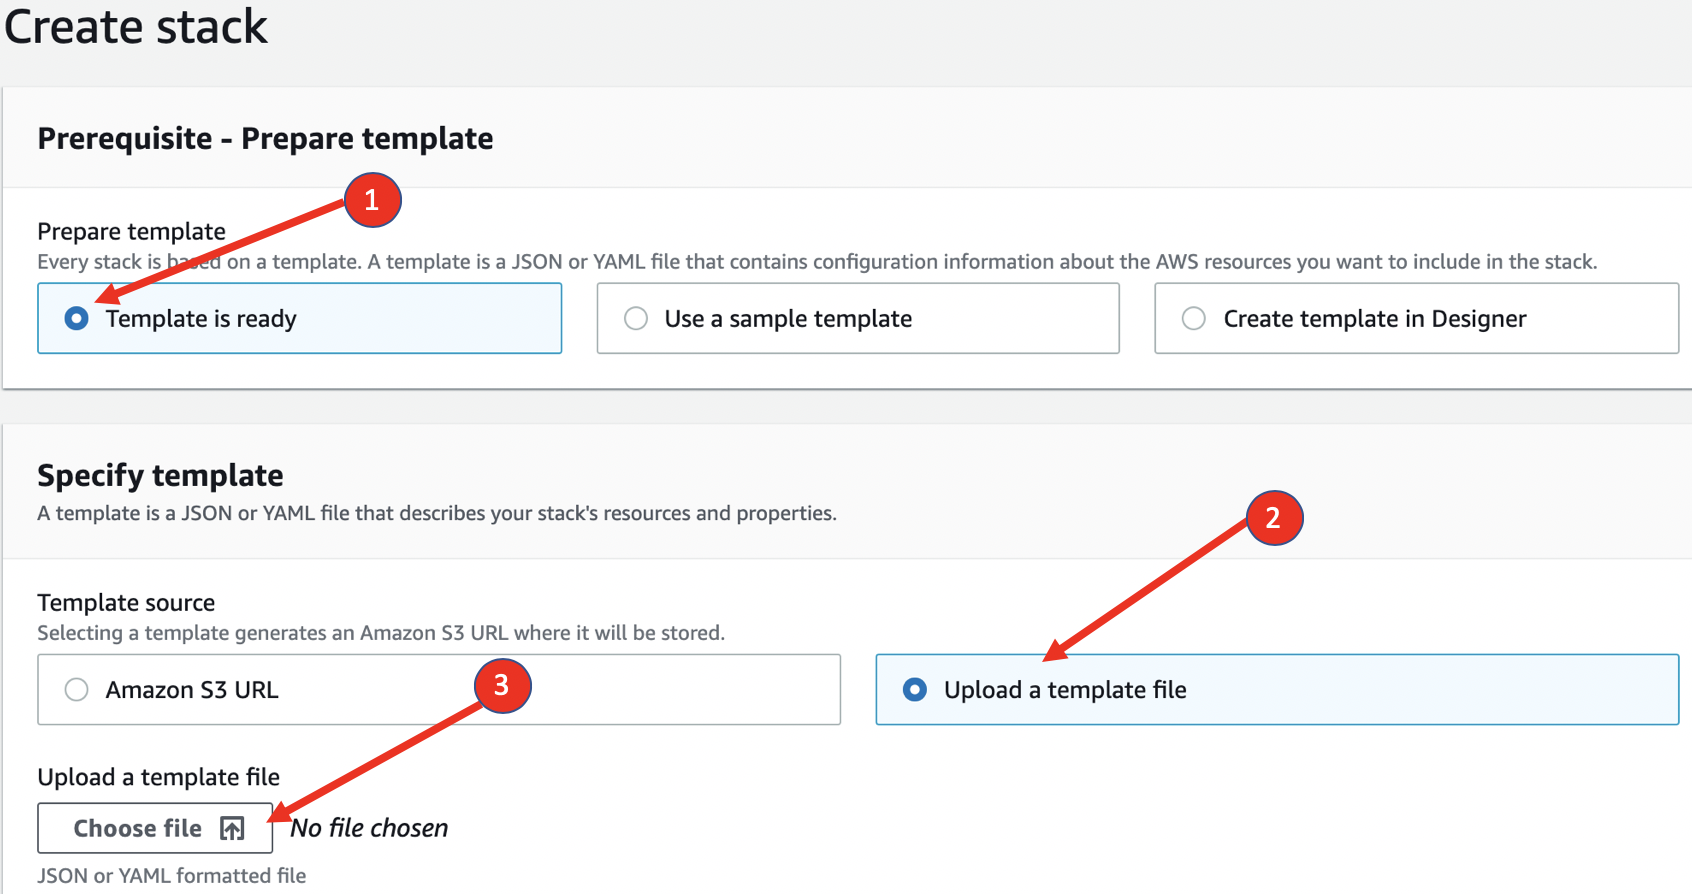 Create stack
Prerequisite - Prepare template
1
Prepare template
Every stack is based on a template. A template is a JSON or YAML file that contains configuration information about the AWS resources you want to include in the stack.
Template is ready
Use a sample template
Create template in Designer
Specify template
A template is a JSON or YAML file that describes your stack's resources and properties.
2
Template source
Selecting a template generates an Amazon S3 URL where it will be stored.
Amazon S3 URL
3
Upload a template file
Upload a template file
Choose file
No file chosen
JSON or YAML formatted file